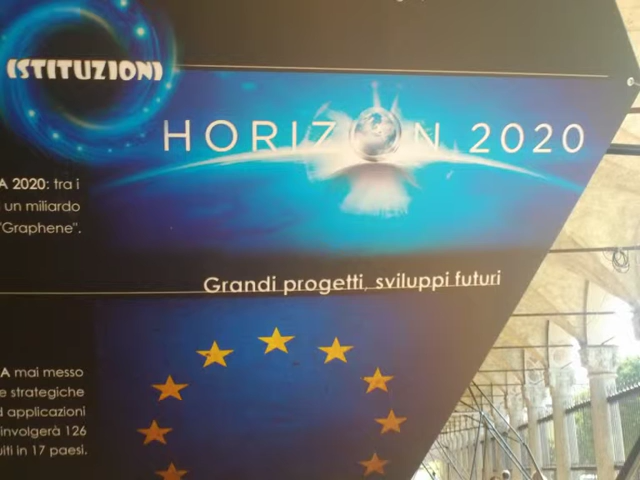 ISTITUZIONI
HORIZON 2020
A 2020: tra i
un miliardo
"Graphene".
Grandi progetti, sviluppi futuri
A mai messo
e strategiche
applicazioni
involgerà 126
iti in 17 paesi.